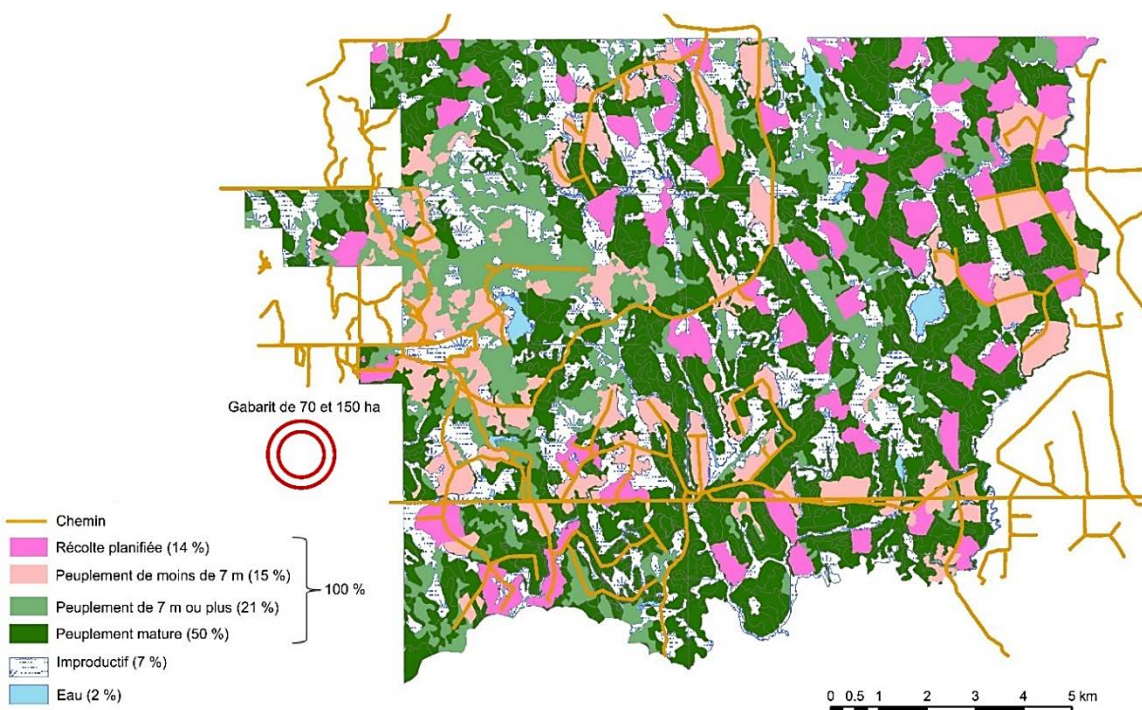 Gabarit de 70 et 150 ha
Chemin
Récolte planifiée (14 %)
Peuplement de moins de 7 m (15 %)
Peuplement de 7 m ou plus (21 %)
Peuplement mature (50 %)
100 %
Improductif (7 %)
Eau (2 %)
0 0.5 1 2 3 4 5 km